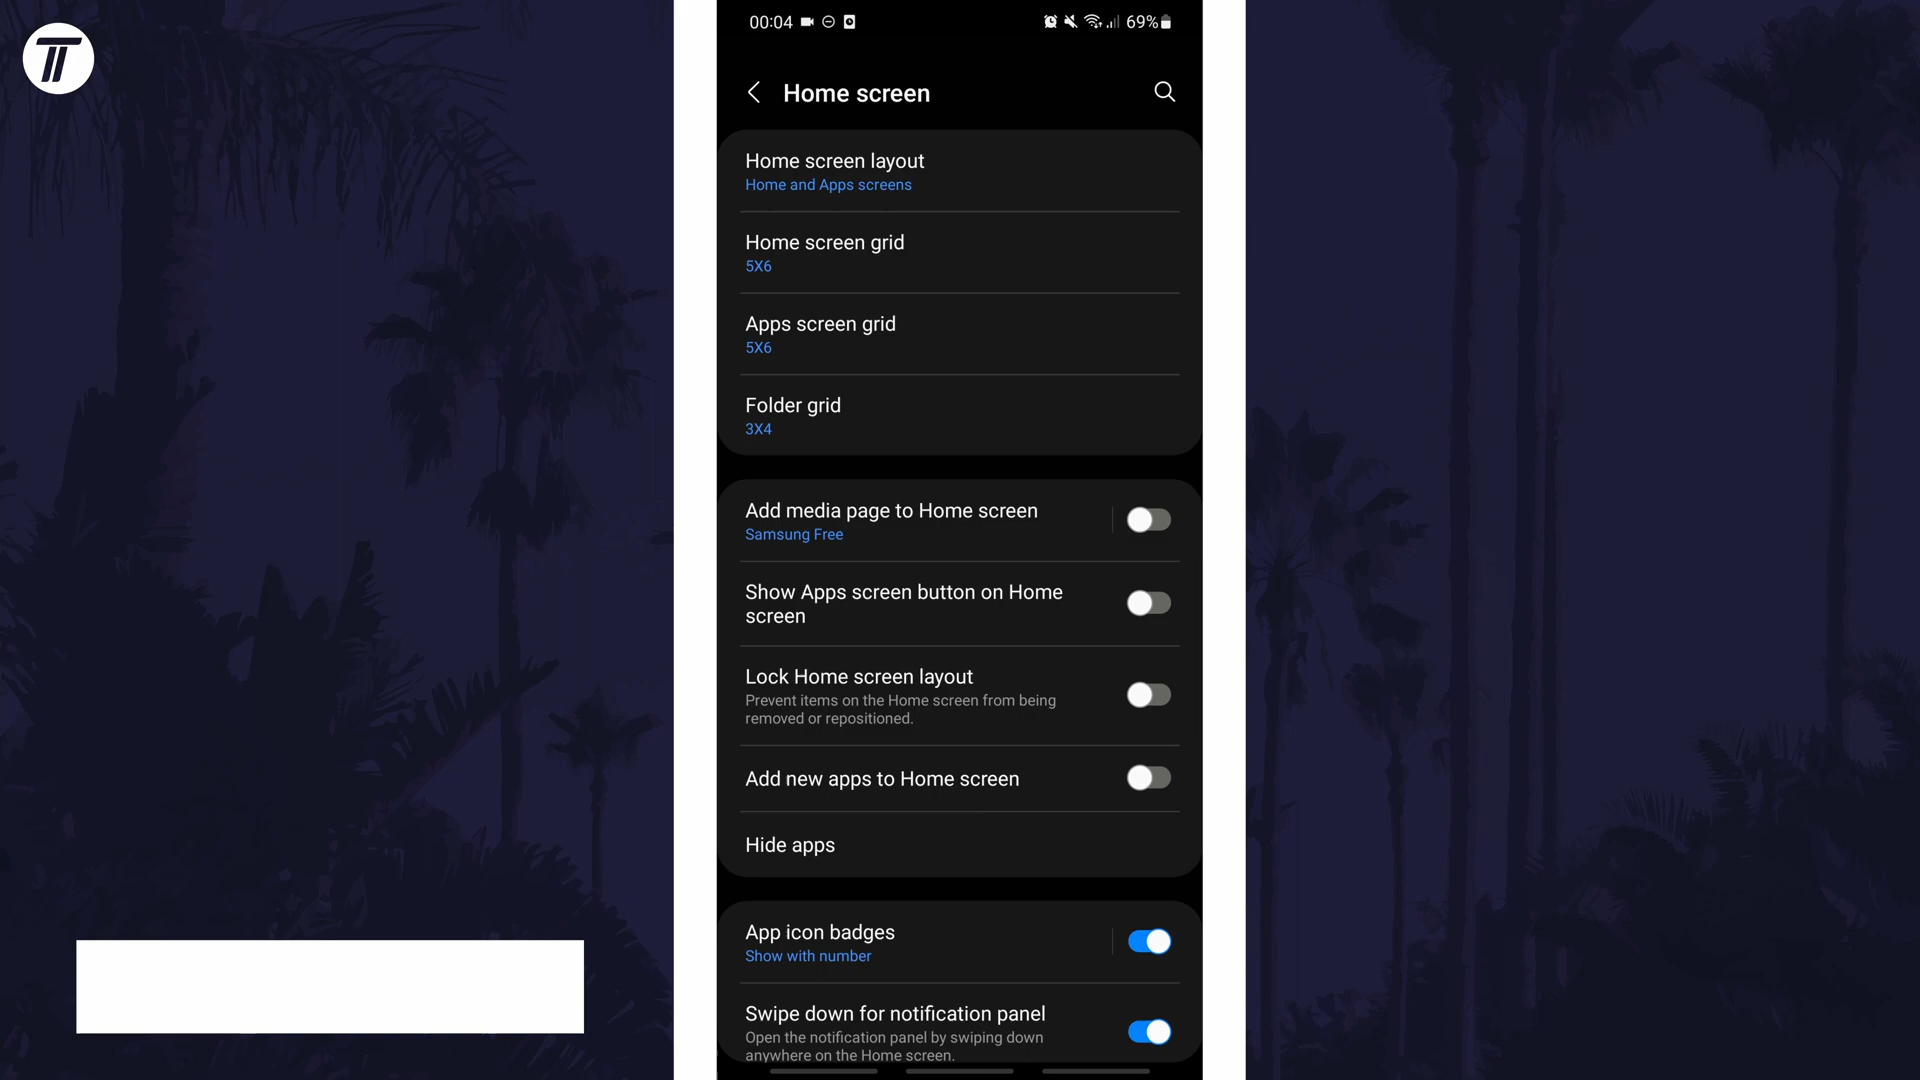 00:04
69%
Home screen
Home screen layout
Home and Apps screens
Home screen grid
5X6
Apps screen grid
5X6
Folder grid
3X4
Add media page to Home screen
Samsung Free
Show Apps screen button on Home
screen
Lock Home screen layout
Prevent items on the Home screen from being
removed or repositioned.
Add new apps to Home screen
Hide apps
App icon badges
Show with number
Swipe down for notification panel
Open the notification panel by swiping down
anywhere on the Home screen.